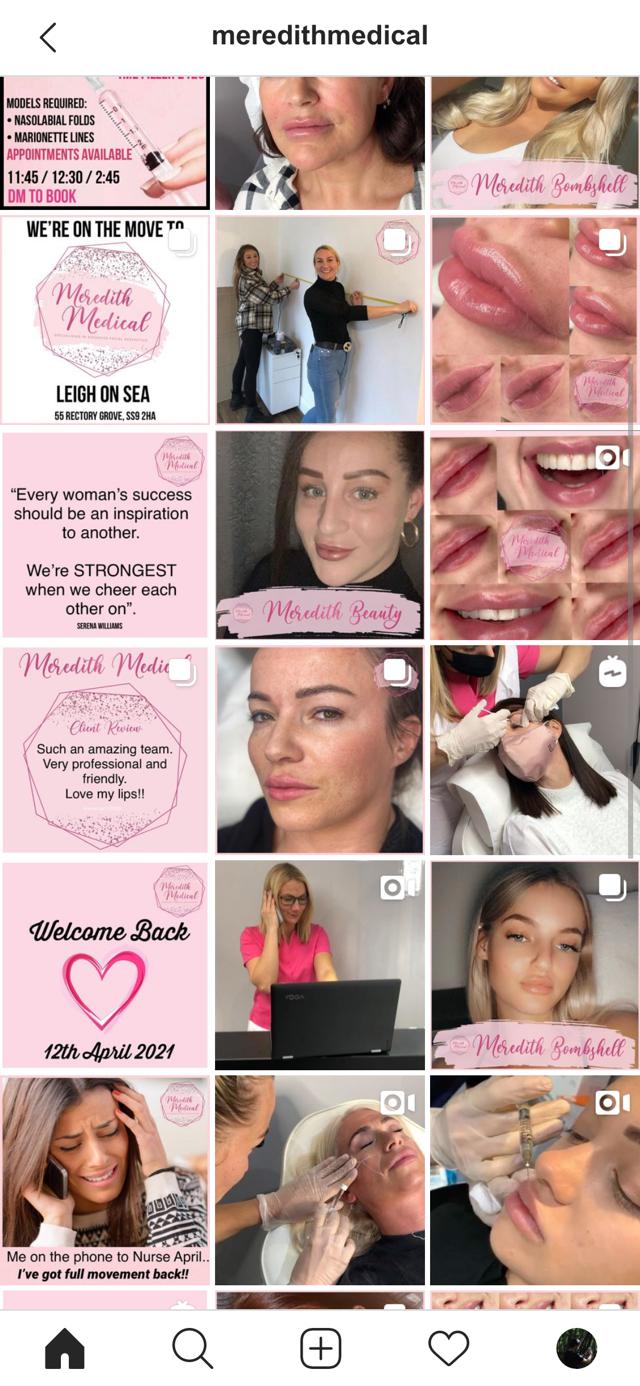 meredithmedical
MODELS REQUIRED:
• NASOLABIAL FOLDS
• MARIONETTE LINES
APPOINTMENTS AVAILABLE
11:45 / 12:30 / 2:45
DM TO BOOK
Meredith Bombshell
WE'RE ON THE MOVE TO
Meredith
Medical
LEIGH ON SEA
55 RECTORY GROVE, SS9 2HA
Meredith
Medical
Meredith
Medical
“Every woman’s success
should be an inspiration
to another.
We’re STRONGEST
when we cheer each
other on”.
SERENA WILLIAMS
Meredith Beauty
Meredith
Medical
Meredith Medical
Client Review
Such an amazing team.
Very professional and
friendly.
Love my lips!!
Meredith
Medical
Welcome Back
12th April 2021
YOGA
Meredith Bombshell
Meredith
Medical
Me on the phone to Nurse April..
I've got full movement back!!